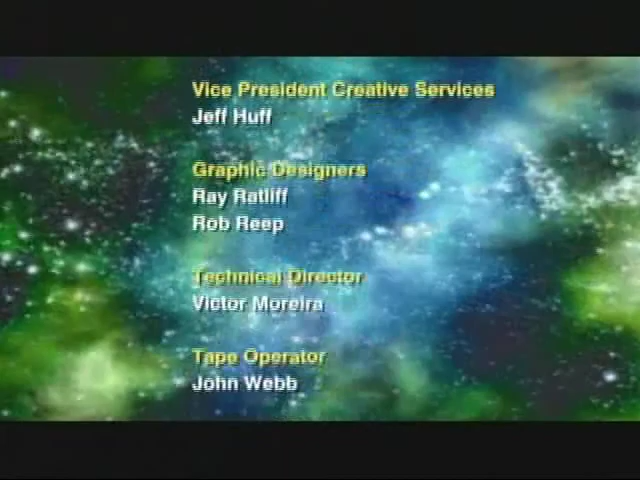 Vice President Creative Services
Jeff Huff
Graphic Designers
Ray Ratliff
Rob Reep
Technical Director
Victor Moreira
Tape Operator
John Webb